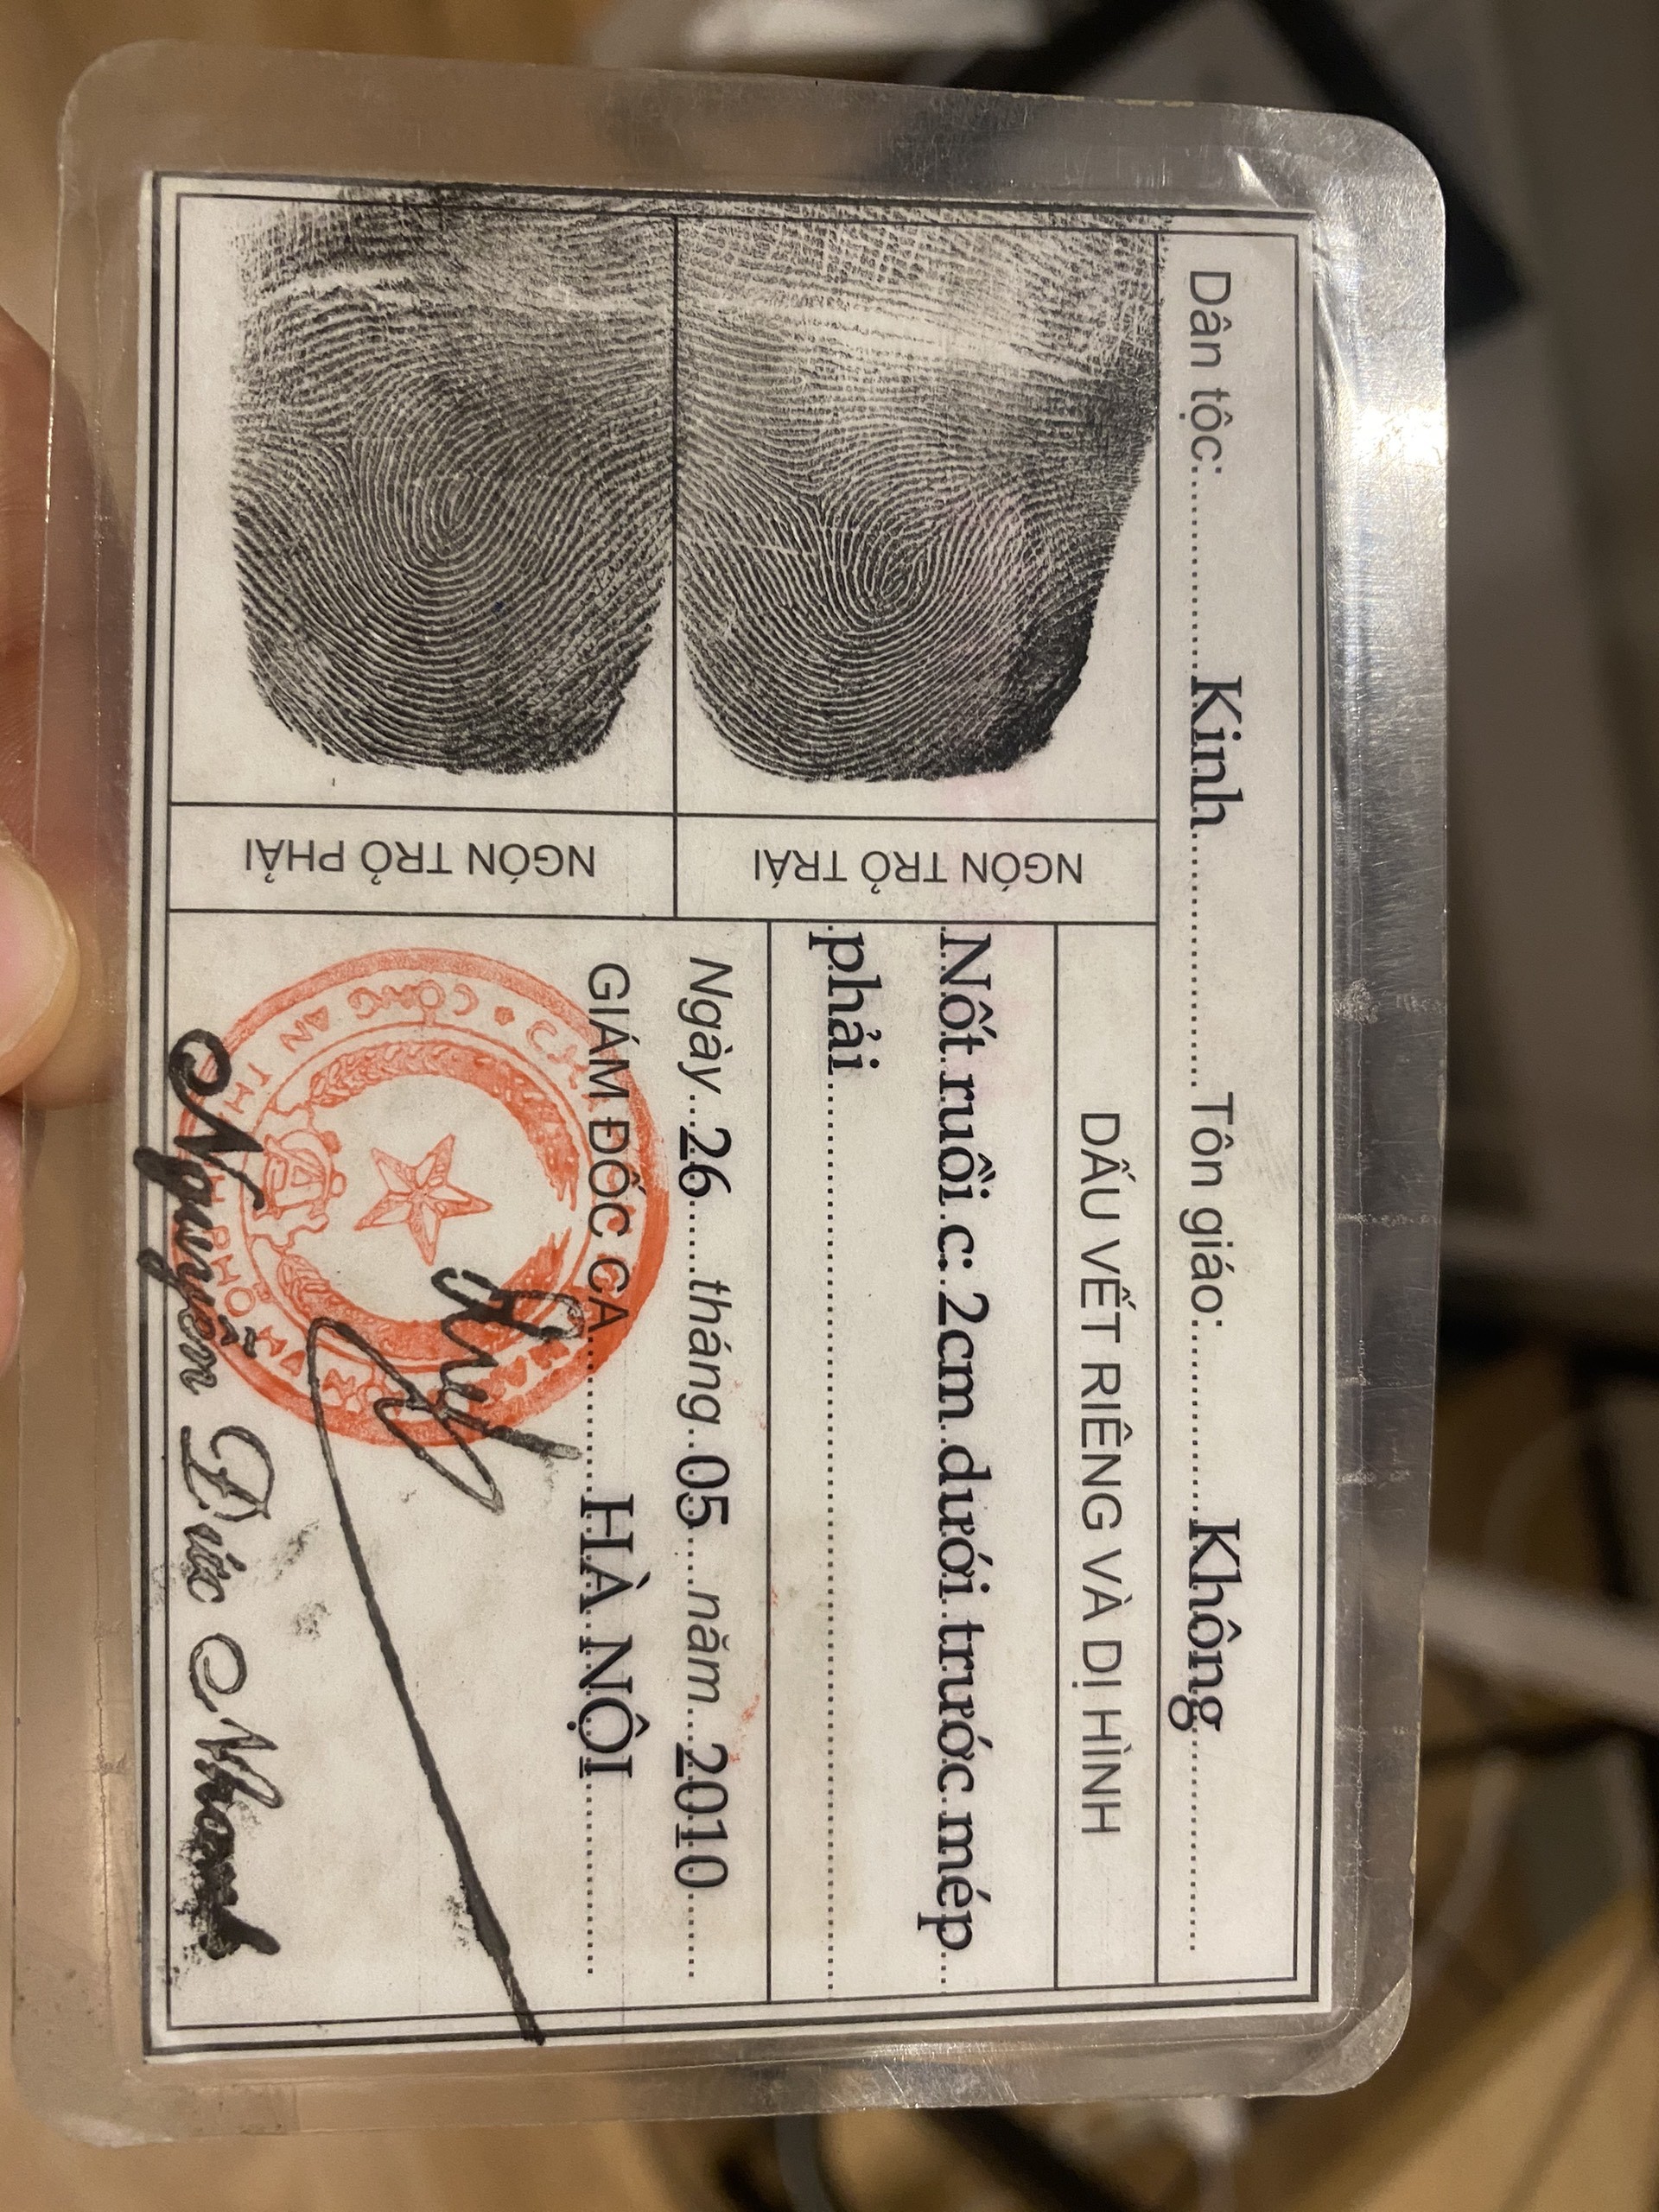 Dân tộc:........Kinh........Tôn giáo:........Không........
NGÓN TRỎ TRÁI
NGÓN TRỎ PHẢI
DẤU VẾT RIÊNG VÀ DỊ HÌNH
Nốt ruồi c: 2cm dưới trước mép
phải
Ngày 26 tháng 05 năm 2010
GIÁM ĐỐC CA HÀ NỘI
CÔNG AN
Nguyễn Đức Nhanh